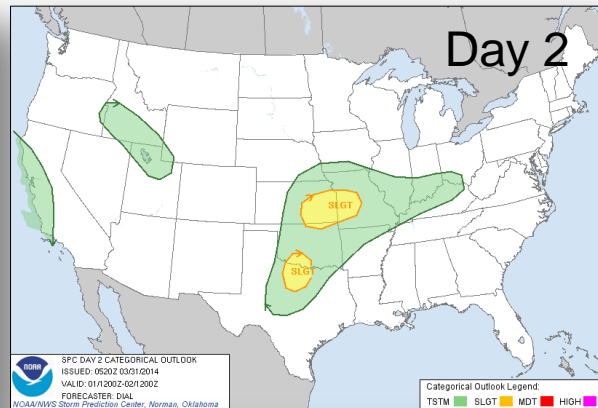 Day 2
SLGT
SLGT
NOAA
SPC DAY 2 CATEGORICAL OUTLOOK
ISSUED: 0520Z 03/31/2014
VALID: 01/1200Z-02/1200Z
FORECASTER: DIAL
NOAA/NWS Storm Prediction Center, Norman, Oklahoma
Categorical Outlook Legend:
TSTM SLGT MDT HIGH